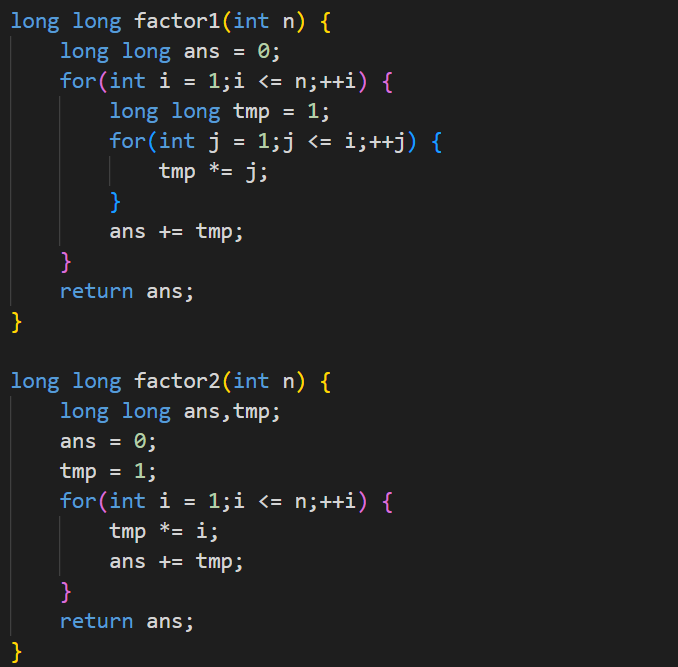 long long factor1(int n) {
    long long ans = 0;
    for(int i = 1;i <= n;++i) {
        long long tmp = 1;
        for(int j = 1;j <= i;++j) {
            tmp *= j;
        }
        ans += tmp;
    }
    return ans;
}

long long factor2(int n) {
    long long ans,tmp;
    ans = 0;
    tmp = 1;
    for(int i = 1;i <= n;++i) {
        tmp *= i;
        ans += tmp;
    }
    return ans;
}